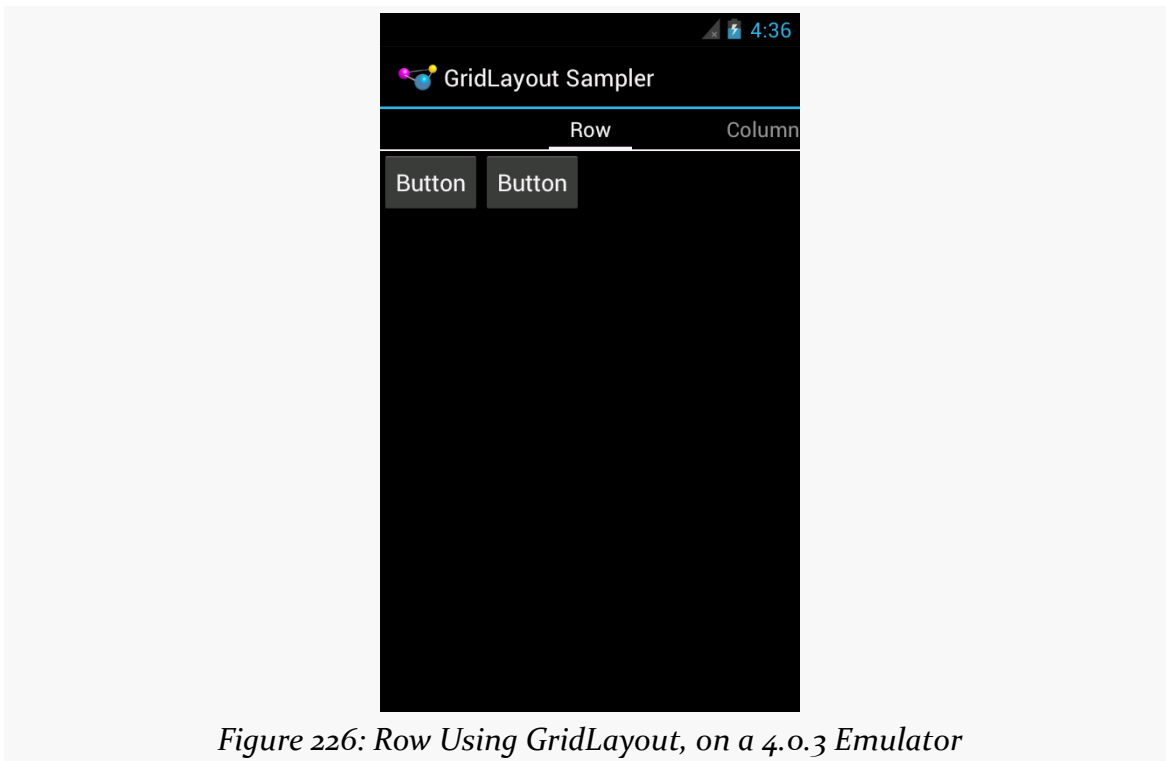 4:36
GridLayout Sampler
Row Column
Button Button
Figure 226: Row Using GridLayout, on a 4.0.3 Emulator